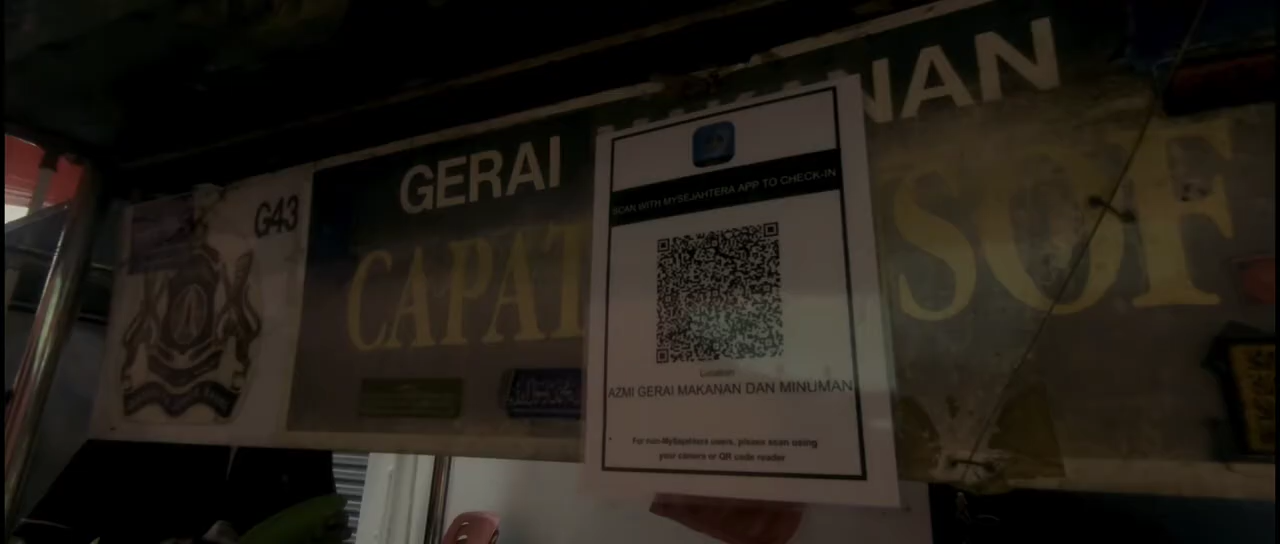 G43
GERAI
NAN
CAPAT
SOF
SCAN WITH MYSEJAHTERA APP TO CHECK-IN
Location
AZMI GERAI MAKANAN DAN MINUMAN
For non-MySejahtera users, please scan using
your camera or QR code reader